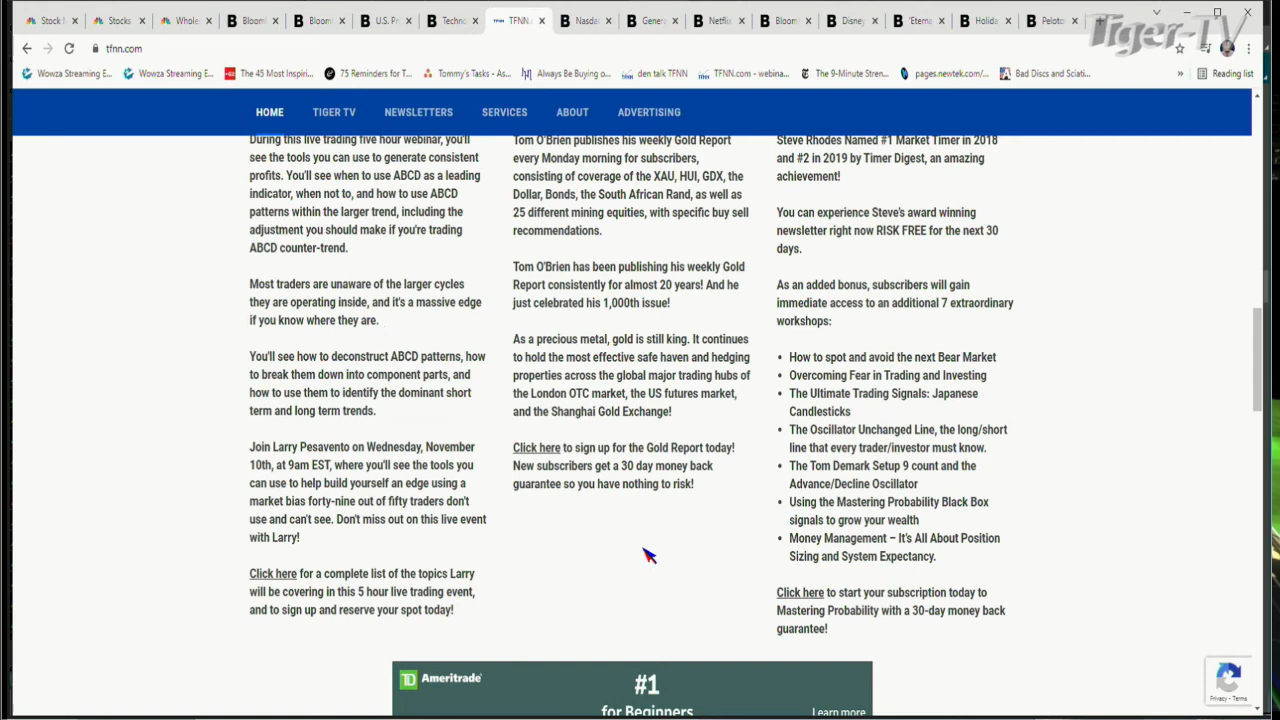 Stock M
Stocks
Whole
Bloomi
Bloomi
U.S. Pr
Techno
TFNN.
Nasda
Gener
Netflix
Bloom
Disney
'Eterna
Holida
Peloto
Tiger-TV
tfnn.com
Wowza Streaming E...
Wowza Streaming E...
The 45 Most Inspiri...
75 Reminders for T...
Tommy's Tasks - As...
Always Be Buying o...
den talk TFNN
TFNN.com - webina...
The 9-Minute Stren...
pages.newtek.com/...
Bad Discs and Sciati...
»
Reading list
HOME TIGER TV NEWSLETTERS SERVICES ABOUT ADVERTISING
During this live trading five hour webinar, you'll
see the tools you can use to generate consistent
profits. You'll see when to use ABCD as a leading
indicator, when not to, and how to use ABCD
patterns within the larger trend, including the
adjustment you should make if you're trading
ABCD counter-trend.
Most traders are unaware of the larger cycles
they are operating inside, and it's a massive edge
if you know where they are.
You'll see how to deconstruct ABCD patterns, how
to break them down into component parts, and
how to use them to identify the dominant short
term and long term trends.
Join Larry Pesavento on Wednesday, November
10th, at 9am EST, where you'll see the tools you
can use to help build yourself an edge using a
market bias forty-nine out of fifty traders don't
use and can't see. Don't miss out on this live event
with Larry!
Click here for a complete list of the topics Larry
will be covering in this 5 hour live trading event,
and to sign up and reserve your spot today!
Tom O'Brien publishes his weekly Gold Report
every Monday morning for subscribers,
consisting of coverage of the XAU, HUI, GDX, the
Dollar, Bonds, the South African Rand, as well as
25 different mining equities, with specific buy sell
recommendations.
Tom O'Brien has been publishing his weekly Gold
Report consistently for almost 20 years! And he
just celebrated his 1,000th issue!
As a precious metal, gold is still king. It continues
to hold the most effective safe haven and hedging
properties across the global major trading hubs of
the London OTC market, the US futures market,
and the Shanghai Gold Exchange!
Click here to sign up for the Gold Report today!
New subscribers get a 30 day money back
guarantee so you have nothing to risk!
Steve Rhodes Named #1 Market Timer in 2018
and #2 in 2019 by Timer Digest, an amazing
achievement!
You can experience Steve's award winning
newsletter right now RISK FREE for the next 30
days.
As an added bonus, subscribers will gain
immediate access to an additional 7 extraordinary
workshops:
• How to spot and avoid the next Bear Market
• Overcoming Fear in Trading and Investing
• The Ultimate Trading Signals: Japanese
Candlesticks
• The Oscillator Unchanged Line, the long/short
line that every trader/investor must know.
• The Tom Demark Setup 9 count and the
Advance/Decline Oscillator
• Using the Mastering Probability Black Box
signals to grow your wealth
• Money Management – It's All About Position
Sizing and System Expectancy.
Click here to start your subscription today to
Mastering Probability with a 30-day money back
guarantee!
TD Ameritrade
#1
for Beginners
Learn more
Privacy - Terms